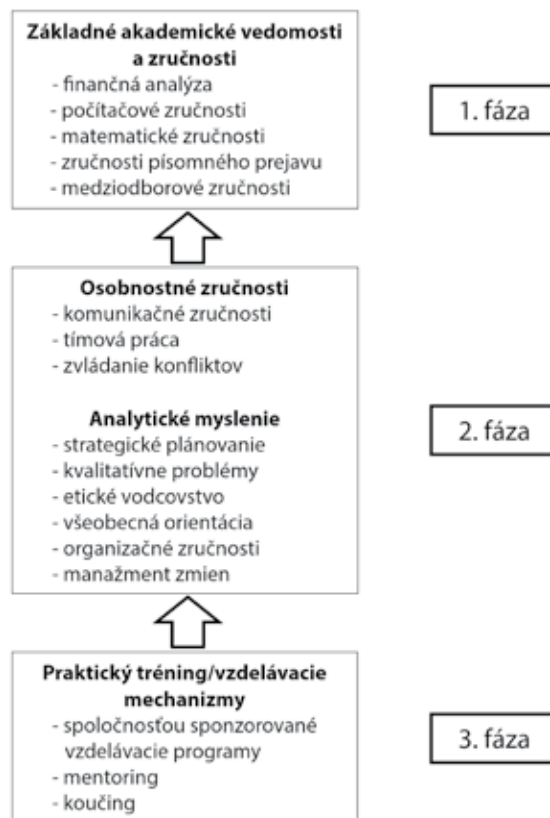 Základné akademické vedomosti
a zručnosti
- finančná analýza
- počítačové zručnosti
- matematické zručnosti
- zručnosti písomného prejavu
- medziodborové zručnosti
1. fáza
Osobnostné zručnosti
- komunikačné zručnosti
- tímová práca
- zvládanie konfliktov
Analytické myslenie
- strategické plánovanie
- kvalitatívne problémy
- etické vodcovstvo
- všeobecná orientácia
- organizačné zručnosti
- manažment zmien
2. fáza
Praktický tréning/vzdelávacie
mechanizmy
- spoločnosťou sponzorované
vzdelávacie programy
- mentoring
- koučing
3. fáza